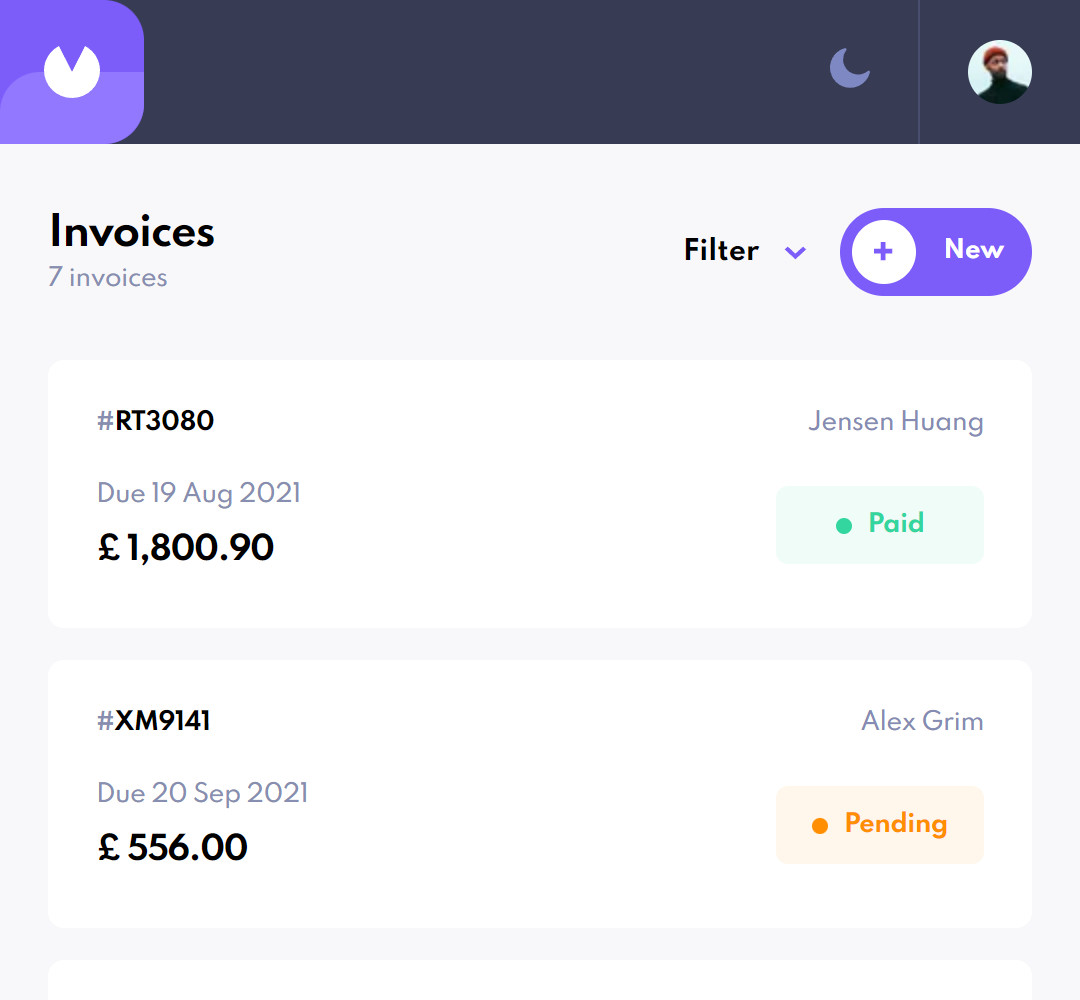 Invoices
7 invoices
Filter
+ New
#RT3080
Jensen Huang
Due 19 Aug 2021
Paid
£ 1,800.90
#XM9141
Alex Grim
Due 20 Sep 2021
Pending
£ 556.00